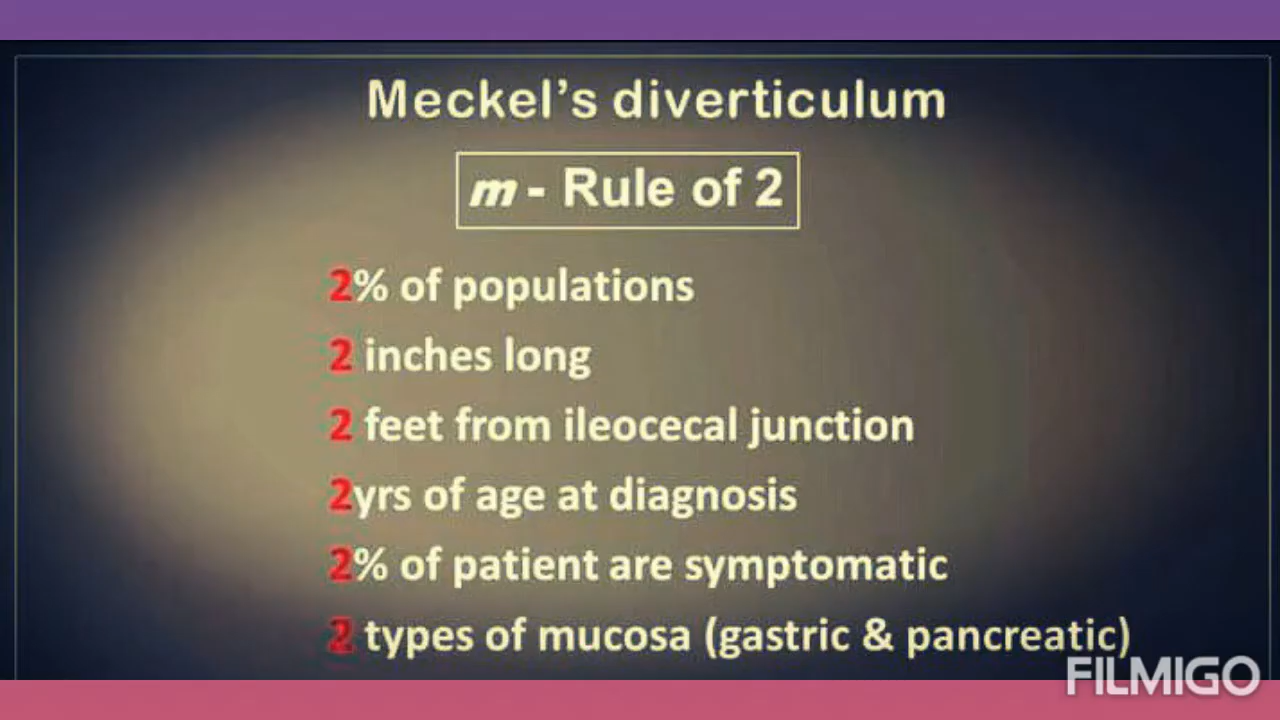 Meckel's diverticulum
m - Rule of 2
2% of populations
2 inches long
2 feet from ileocecal junction
2yrs of age at diagnosis
2% of patient are symptomatic
2 types of mucosa (gastric & pancreatic)
FILMIGO